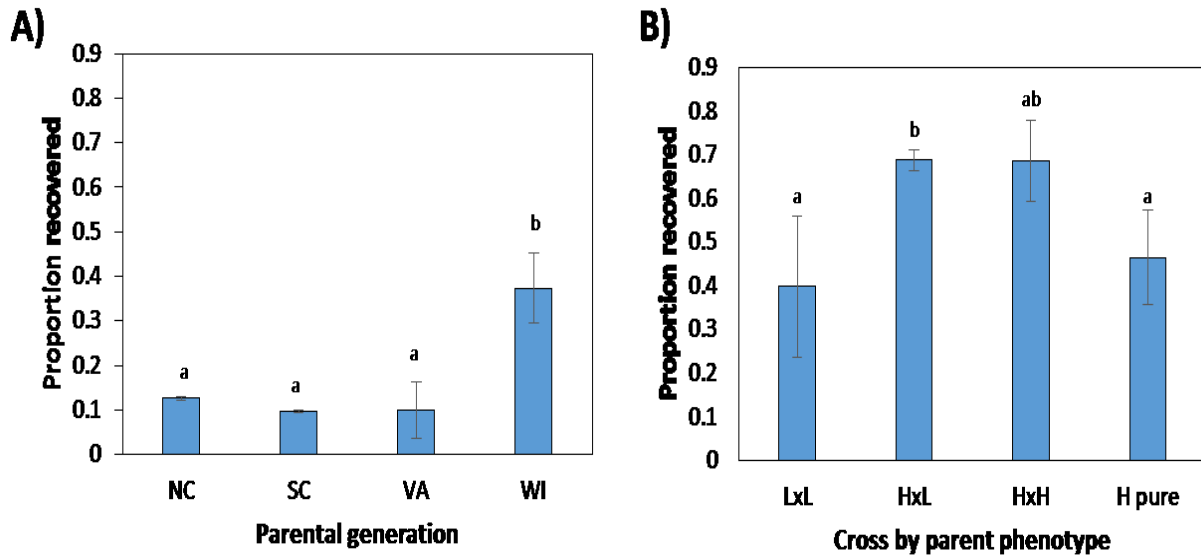 A)
Proportion recovered
0.9
0.8
0.7
0.6
0.5
0.4
0.3
0.2
0.1
0
a
a
a
b
NC SC VA WI
Parental generation
B)
Proportion recovered
0.9
0.8
0.7
0.6
0.5
0.4
0.3
0.2
0.1
0
a
b
ab
a
LxL HxL HxH H pure
Cross by parent phenotype